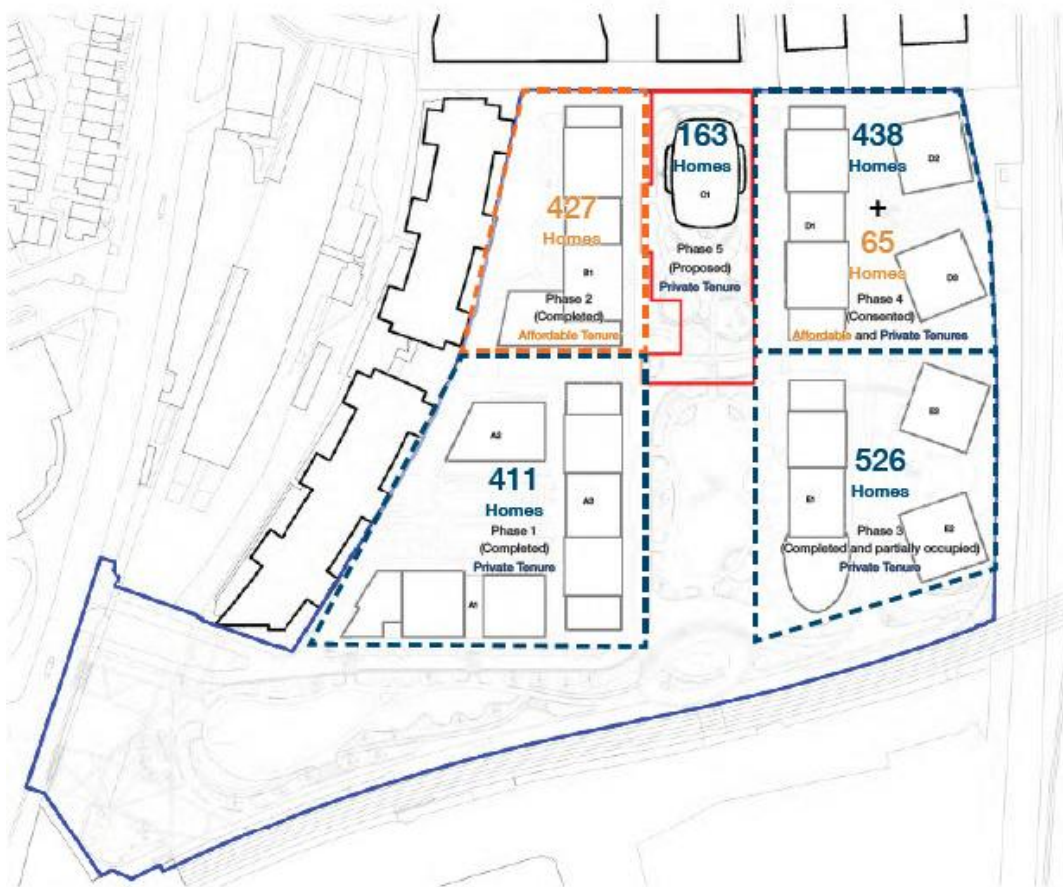 427
Homes
B1
Phase 2
(Completed)
Affordable Tenure
163
Homes
C1
Phase 5
(Proposed)
Private Tenure
438
Homes
+
65
Homes
D2
D1
D3
Phase 4
(Consented)
Affordable and Private Tenures
A2
411
Homes
A3
Phase 1
(Completed)
Private Tenure
A1
E3
526
Homes
E1
E2
Phase 3
(Completed and partially occupied)
Private Tenure